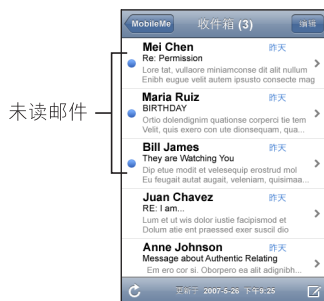 MobileMe 收件箱 (3) 编辑
未读邮件
Mei Chen 昨天
Re: Permission
Lore tat, vullaore miniamconse dit alit nullum
Enibh eugue velit autem ipsusto consecte mag
Maria Ruiz 昨天
BIRTHDAY
Ortio dolendignim quationse corperci tie tem
Velit, quis exero con ute dionsequam, qua...
Bill James 昨天
They are Watching You
Dip etue modit et velesequip erostrud mol
Eu feugait autat augait, veleniam, quisimaa...
Juan Chavez 昨天
RE: I am...
Lum et ut wis dolor iustie facipismod et
Dolum atie ent praessed exer suscil dio
Anne Johnson 昨天
Message about Authentic Relating
Em ero cor si. Oborpero ea alit adignibh...
更新于 2007-5-26 下午9:25